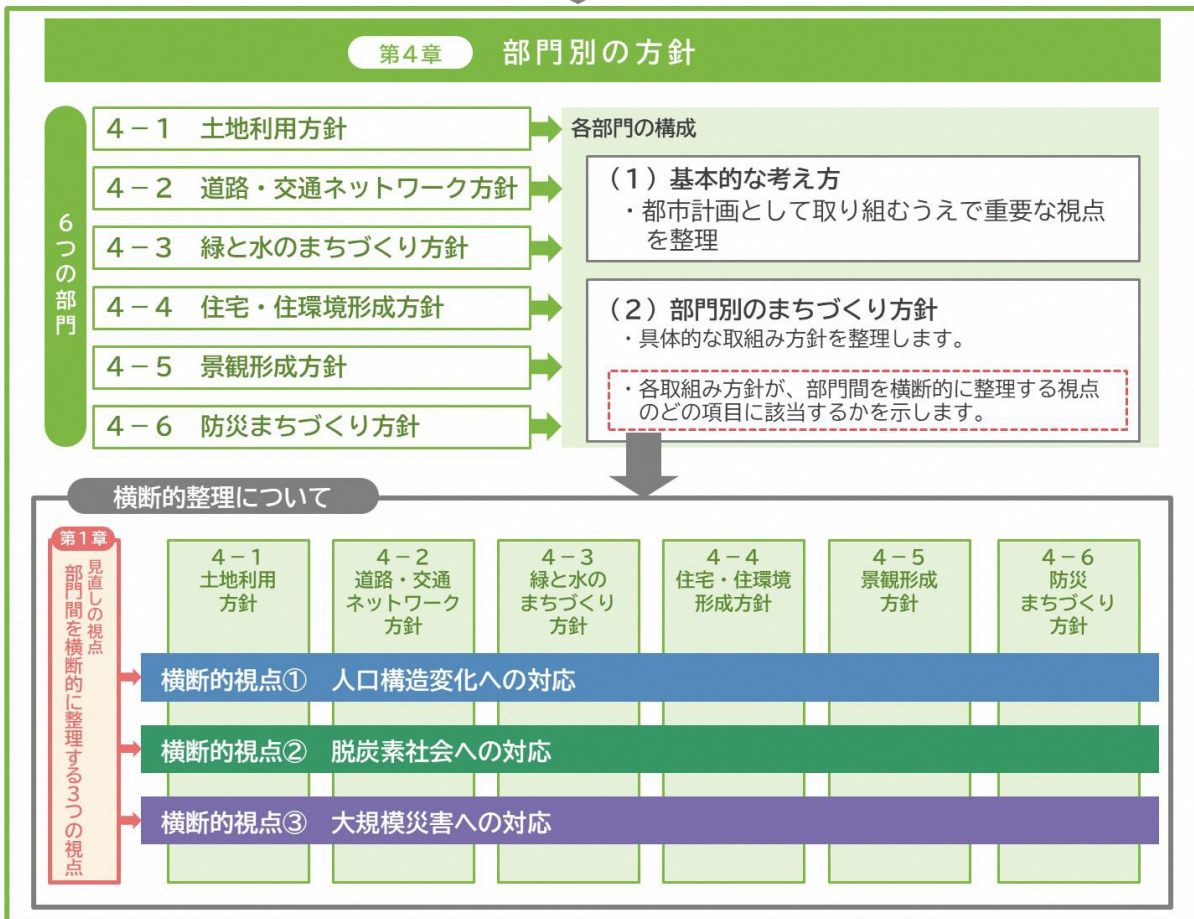 第4章 部門別の方針
6つの部門
4－1 土地利用方針
4－2 道路・交通ネットワーク方針
4－3 緑と水のまちづくり方針
4－4 住宅・住環境形成方針
4－5 景観形成方針
4－6 防災まちづくり方針
各部門の構成
（1）基本的な考え方
・都市計画として取り組むうえで重要な視点
を整理
（2）部門別のまちづくり方針
・具体的な取組み方針を整理します。
・各取組み方針が、部門間を横断的に整理する視点
のどの項目に該当するかを示します。
横断的整理について
第1章
見直しの視点
部門間を横断的に整理する3つの視点
4－1
土地利用
方針
4－2
道路・交通
ネットワーク
方針
4－3
緑と水の
まちづくり
方針
4－4
住宅・住環境
形成方針
4－5
景観形成
方針
4－6
防災
まちづくり
方針
横断的視点① 人口構造変化への対応
横断的視点② 脱炭素社会への対応
横断的視点③ 大規模災害への対応